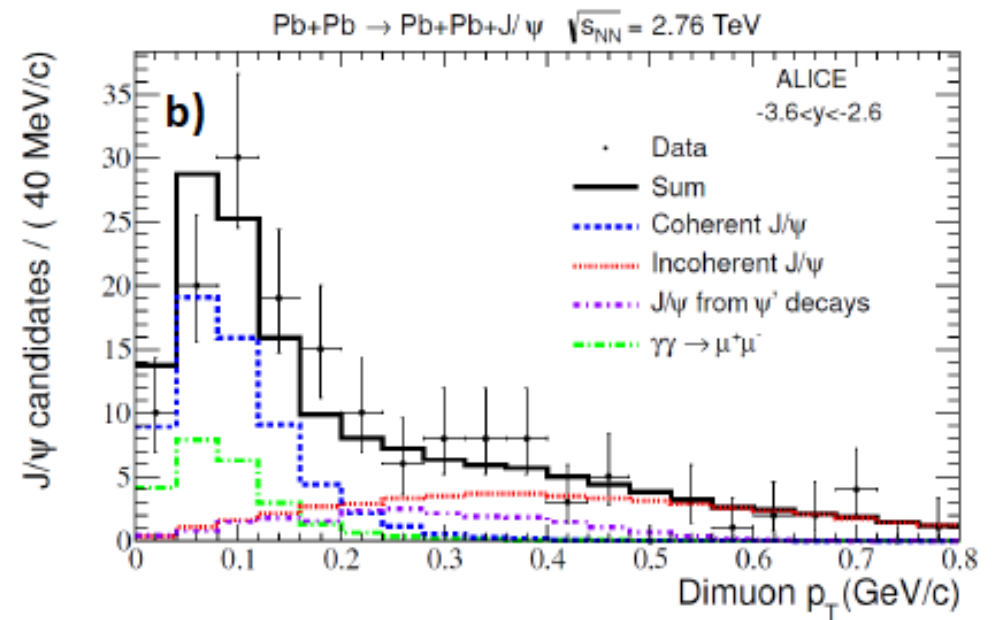 Pb+Pb → Pb+Pb+J/ ψ √sNN = 2.76 TeV
J/ψ candidates / ( 40 MeV/c)
b)
ALICE
-3.6<y<-2.6
Data
Sum
Coherent J/ψ
Incoherent J/ψ
J/ψ from ψ' decays
γγ → μ⁺μ⁻
35
30
25
20
15
10
5
0
0 0.1 0.2 0.3 0.4 0.5 0.6 0.7 0.8
Dimuon pT (GeV/c)